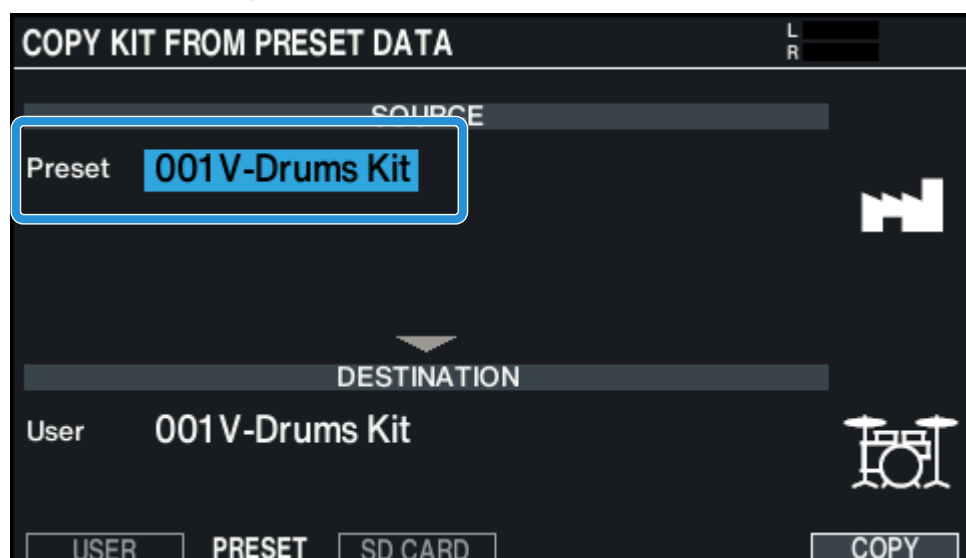 COPY KIT FROM PRESET DATA
L
R
SOURCE
Preset 001 V-Drums Kit
DESTINATION
User 001 V-Drums Kit
USER PRESET SD CARD COPY